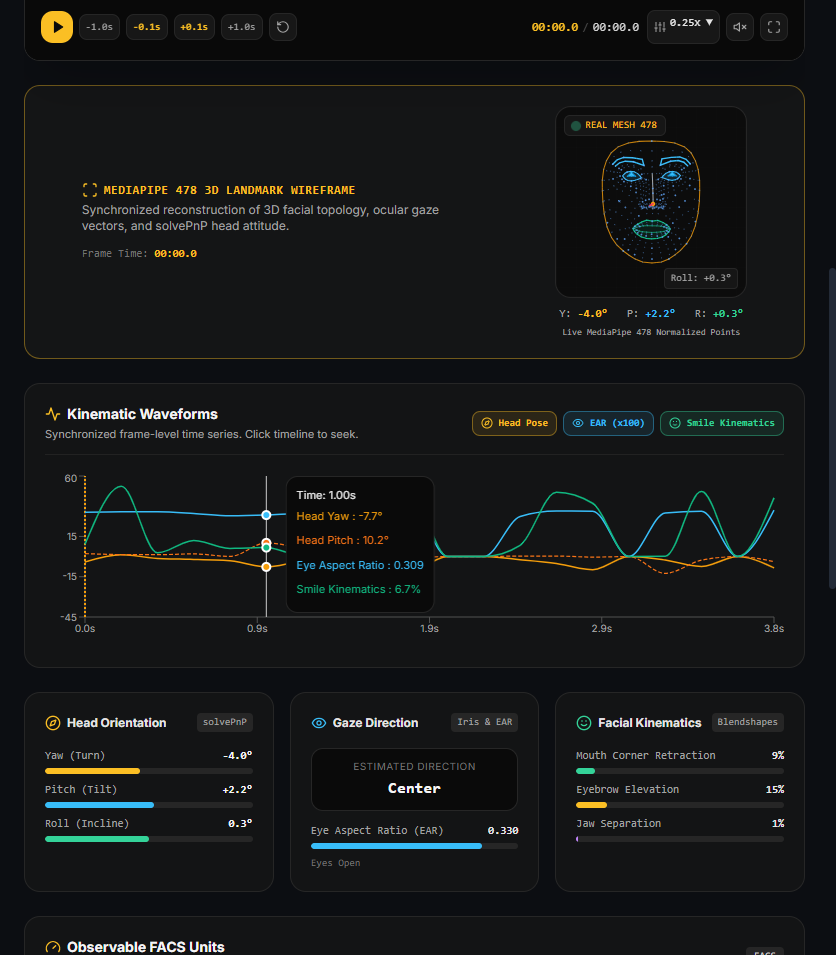 -1.0s -0.1s +0.1s +1.0s 00:00.0 / 00:00.0 0.25x ▼
REAL MESH 478
MEDIAPIPE 478 3D LANDMARK WIREFRAME
Synchronized reconstruction of 3D facial topology, ocular gaze
vectors, and solvePnP head attitude.
Frame Time: 00:00.0
Roll: +0.3°
Y: -4.0° P: +2.2° R: +0.3°
Live MediaPipe 478 Normalized Points
Kinematic Waveforms
Synchronized frame-level time series. Click timeline to seek.
Head Pose EAR (x100) Smile Kinematics
60
15
-15
-45
Time: 1.00s
Head Yaw : -7.7°
Head Pitch : 10.2°
Eye Aspect Ratio : 0.309
Smile Kinematics : 6.7%
0.0s 0.9s 1.9s 2.9s 3.8s
Head Orientation solvePnP
Yaw (Turn) -4.0°
Pitch (Tilt) +2.2°
Roll (Incline) 0.3°
Gaze Direction Iris & EAR
ESTIMATED DIRECTION
Center
Eye Aspect Ratio (EAR) 0.330
Eyes Open
Facial Kinematics Blendshapes
Mouth Corner Retraction 9%
Eyebrow Elevation 15%
Jaw Separation 1%
Observable FACS Units
FACS